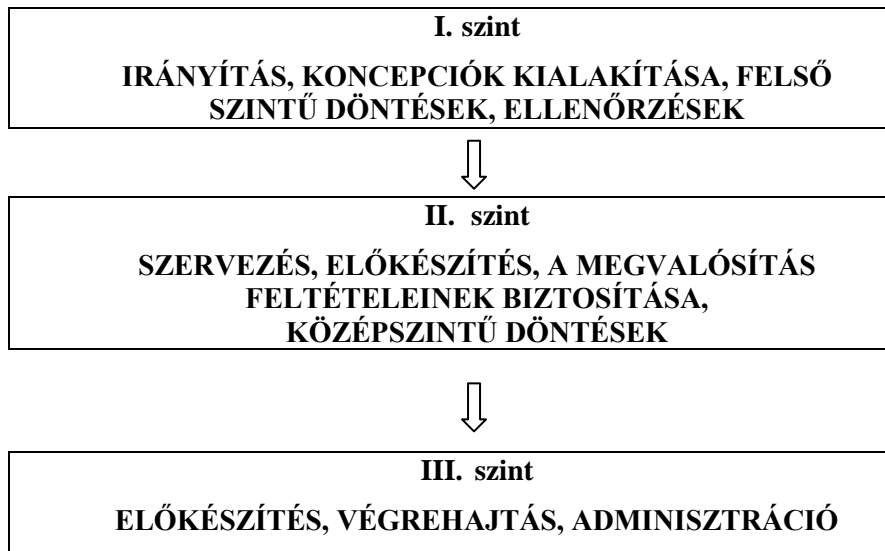 I. szint
IRÁNYÍTÁS, KONCEPCIÓK KIALAKÍTÁSA, FELSŐ
SZINTŰ DÖNTÉSEK, ELLENŐRZÉSEK
II. szint
SZERVEZÉS, ELŐKÉSZÍTÉS, A MEGVALÓSÍTÁS
FELTÉTELEINEK BIZTOSÍTÁSA,
KÖZÉPSZINTŰ DÖNTÉSEK
III. szint
ELŐKÉSZÍTÉS, VÉGREHAJTÁS, ADMINISZTRÁCIÓ